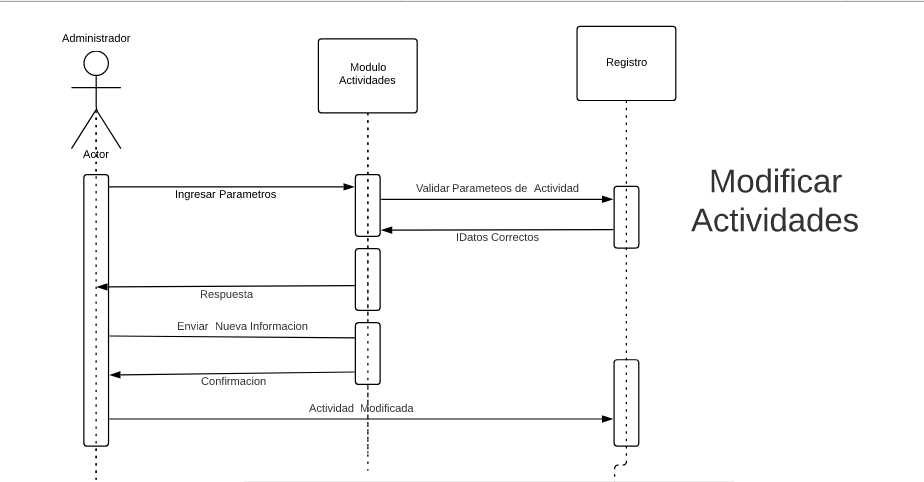 Administrador
Modulo
Actividades
Registro
Actor
Ingresar Parametros
Validar Parameteos de Actividad
IDatos Correctos
Modificar
Actividades
Respuesta
Enviar Nueva Informacion
Confirmacion
Actividad Modificada